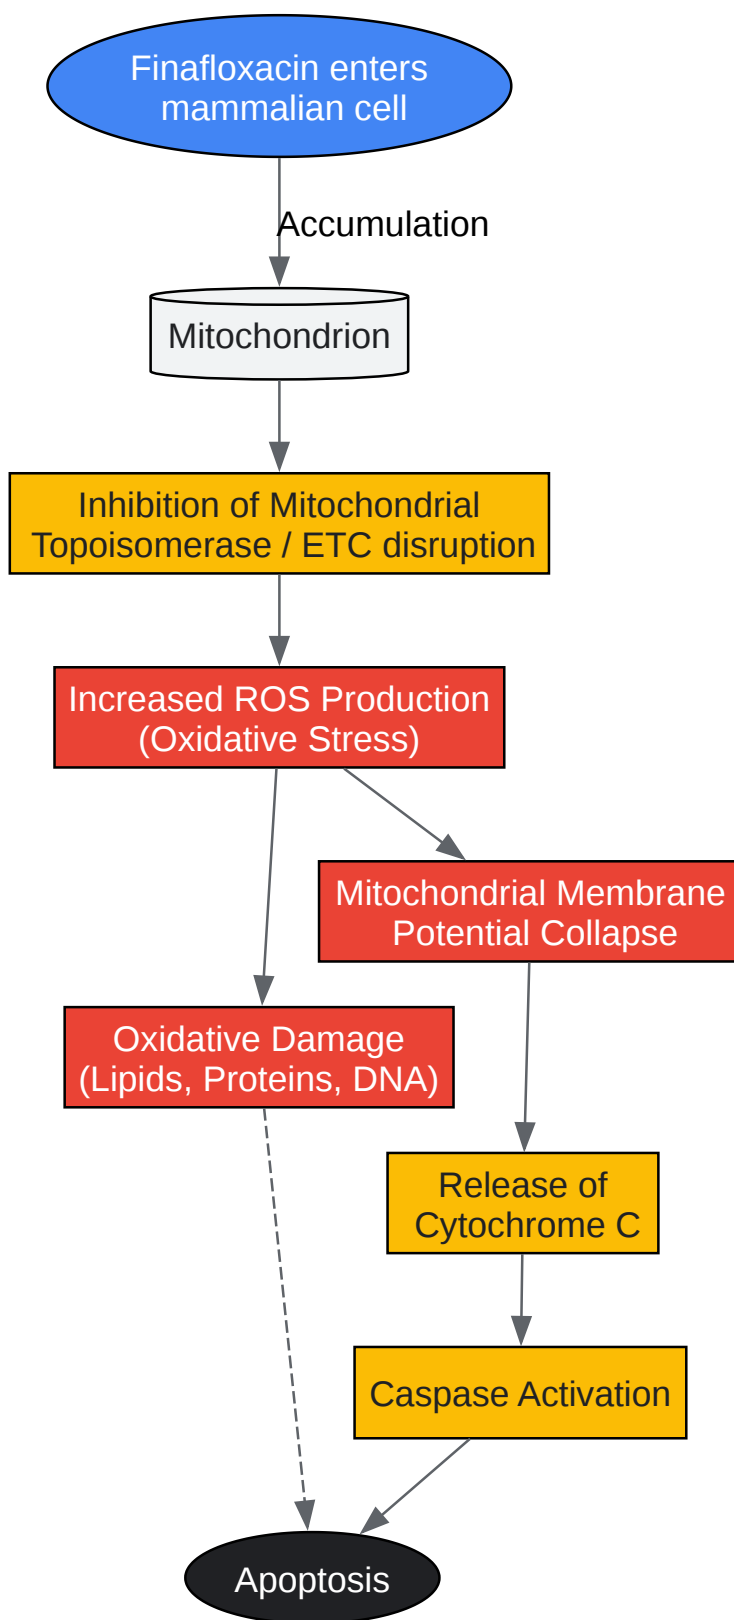 Finafloxacin enters
mammalian cell
Accumulation
Mitochondrion
Inhibition of Mitochondrial
Topoisomerase / ETC disruption
Increased ROS Production
(Oxidative Stress)
Mitochondrial Membrane
Potential Collapse
Oxidative Damage
(Lipids, Proteins, DNA)
Release of
Cytochrome C
Caspase Activation
Apoptosis